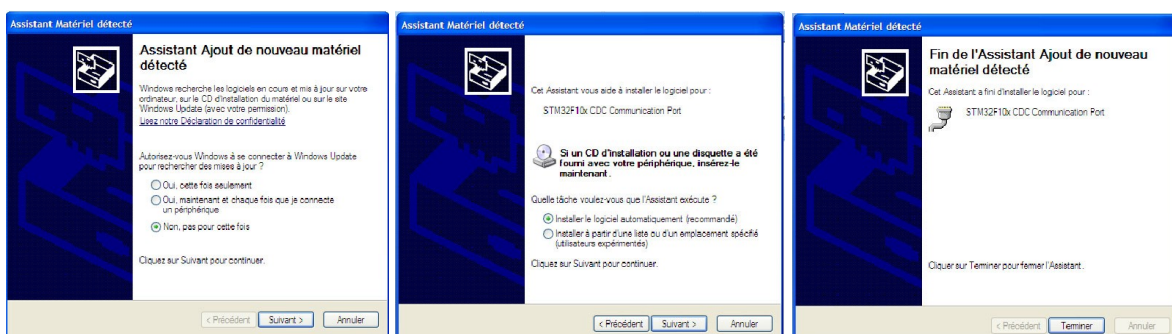 Assistant Matériel détecté
Assistant Ajout de nouveau matériel
détecté
Windows recherche les logiciels en cours et mis à jour sur votre
ordinateur, sur le CD d'installation du matériel ou sur le site
Windows Update (avec votre permission).
Lisez notre Déclaration de confidentialité
Autorisez-vous Windows à se connecter à Windows Update
pour rechercher des mises à jour ?
Oui, cette fois seulement
Oui, maintenant et chaque fois que je connecte
un périphérique
Non, pas pour cette fois
Cliquez sur Suivant pour continuer.
< Précédent
Suivant >
Annuler
Assistant Matériel détecté
Cet Assistant vous aide à installer le logiciel pour :
STM32F10x CDC Communication Port
Si un CD d'installation ou une disquette a été
fourni avec votre périphérique, insérez-le
maintenant.
Quelle tâche voulez-vous que l'Assistant exécute ?
Installer le logiciel automatiquement (recommandé)
Installer à partir d'une liste ou d'un emplacement spécifié
(utilisateurs expérimentés)
Cliquez sur Suivant pour continuer.
< Précédent
Suivant >
Annuler
Assistant Matériel détecté
Fin de l'Assistant Ajout de nouveau
matériel détecté
Cet Assistant a fini d'installer le logiciel pour :
STM32F10x CDC Communication Port
Cliquer sur Terminer pour fermer l'Assistant.
< Précédent
Terminer
Annuler